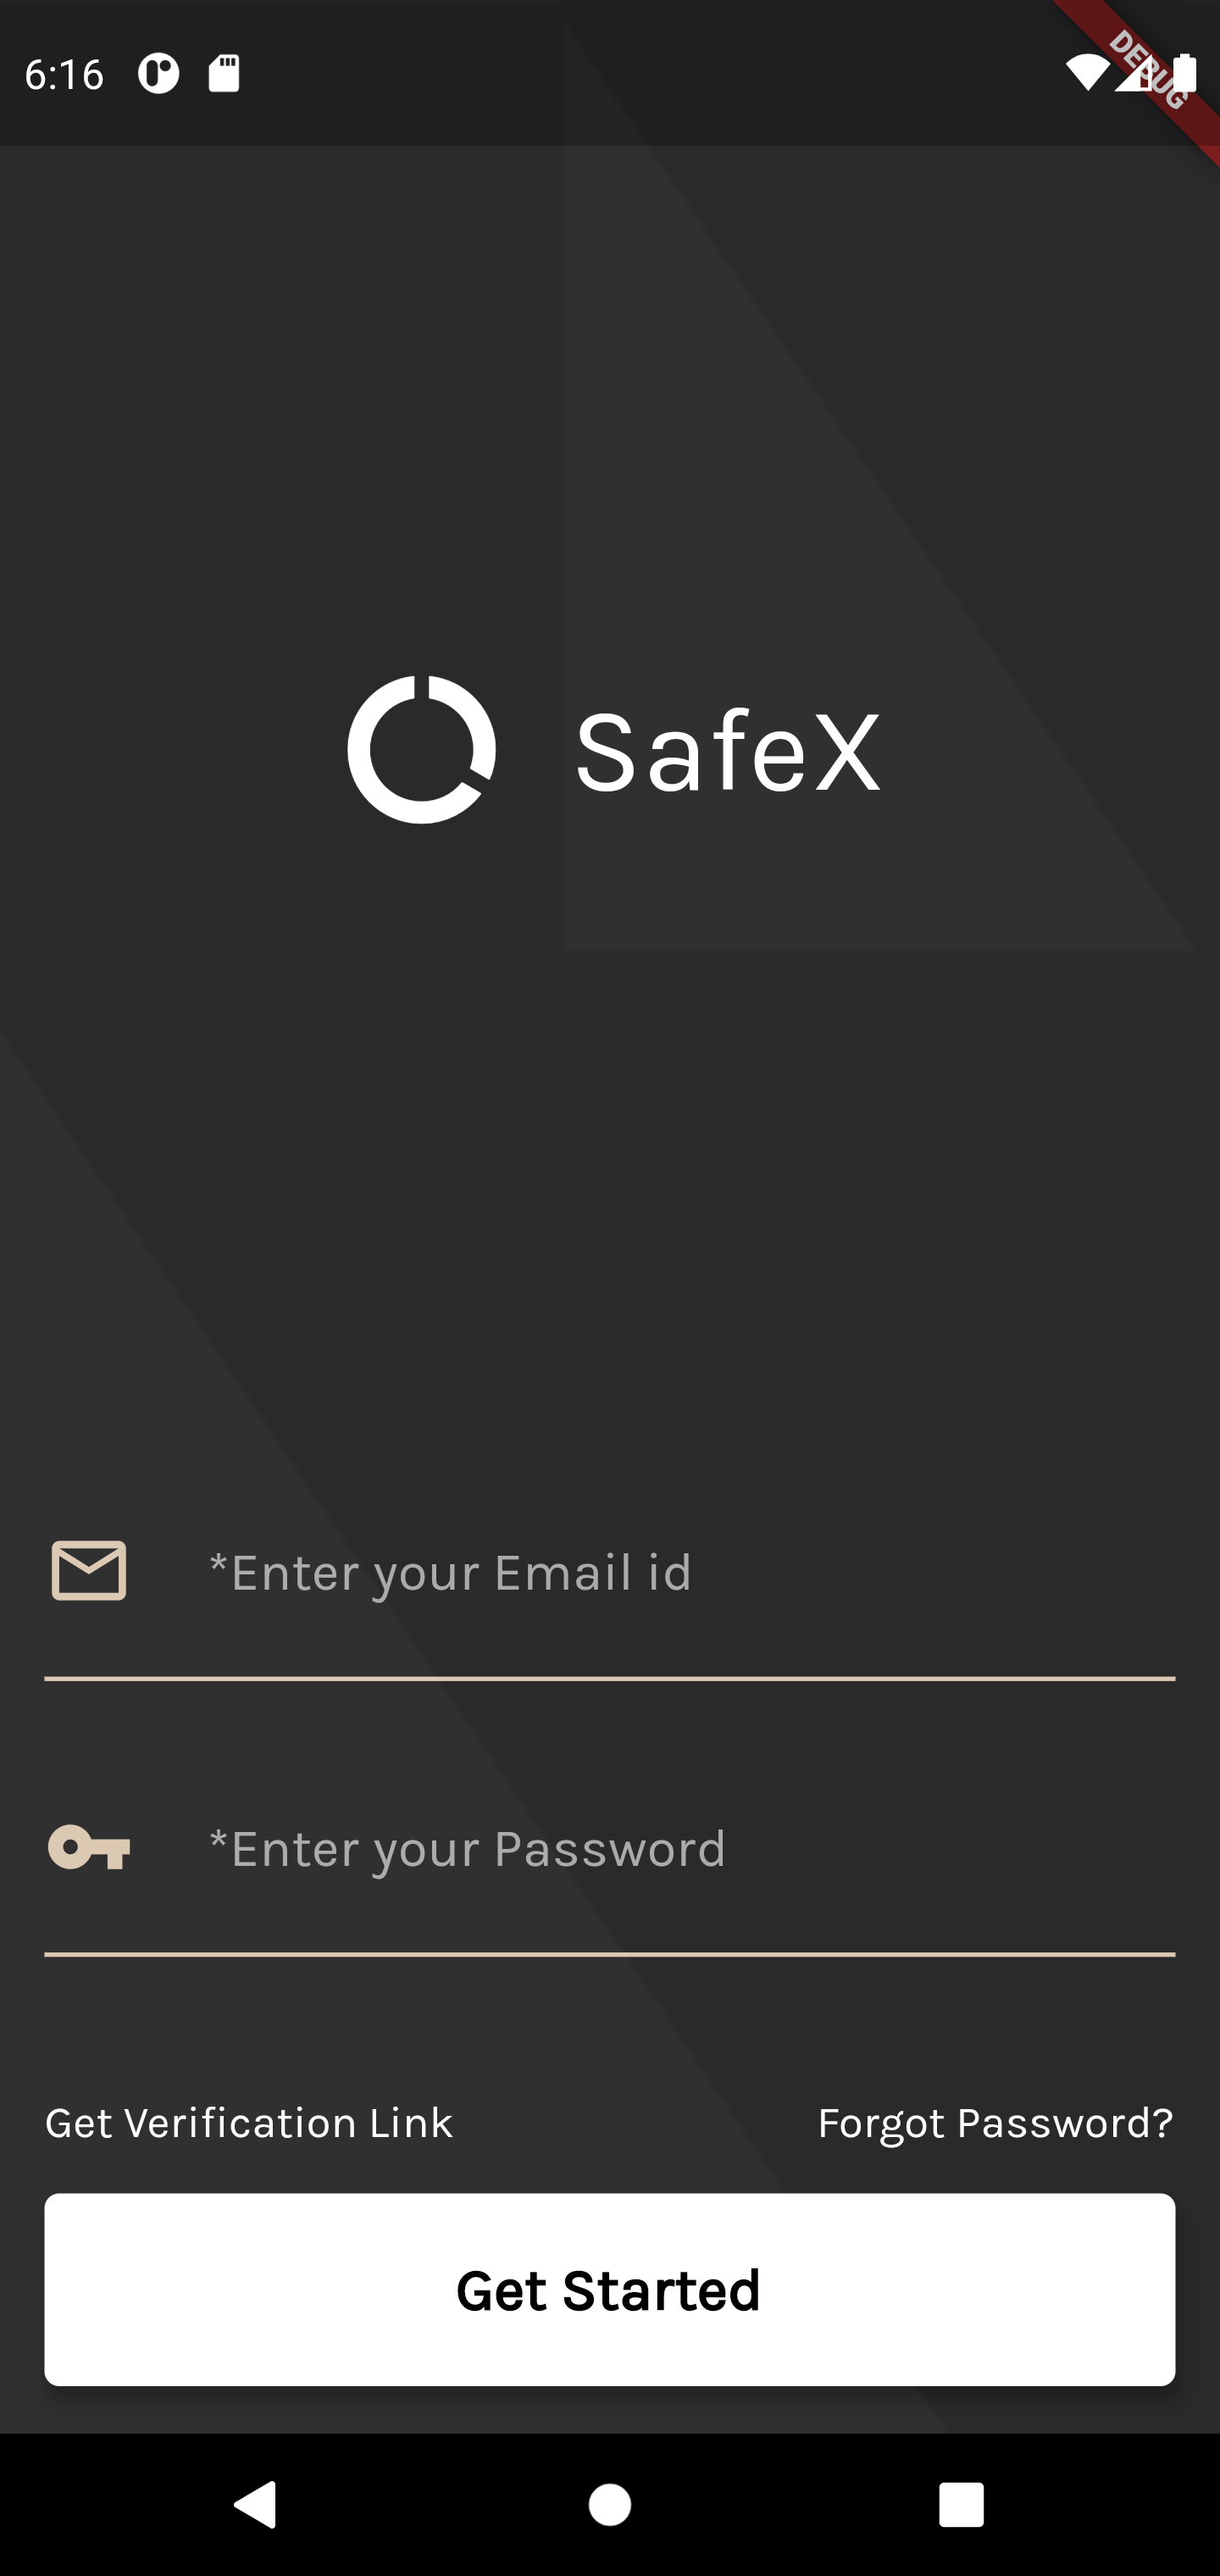 6:16
DEBUG
SafeX
*Enter your Email id
*Enter your Password
Get Verification Link
Forgot Password?
Get Started